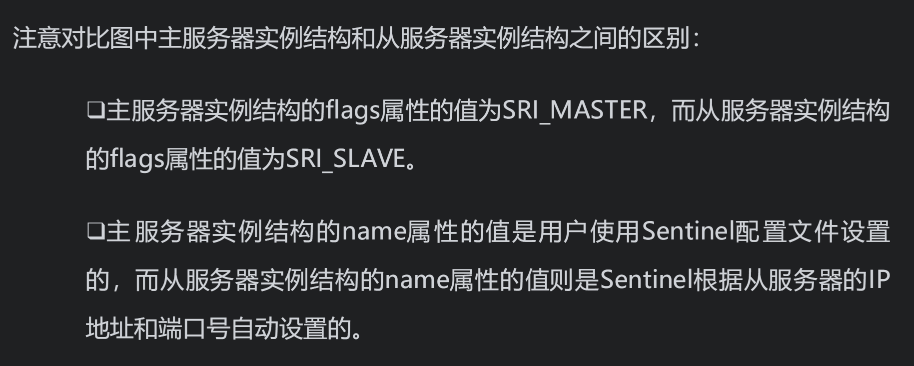 注意对比图中主服务器实例结构和从服务器实例结构之间的区别：
❑主服务器实例结构的flags属性的值为SRI_MASTER，而从服务器实例结构
的flags属性的值为SRI_SLAVE。
❑主服务器实例结构的name属性的值是用户使用Sentinel配置文件设置
的，而从服务器实例结构的name属性的值则是Sentinel根据从服务器的IP
地址和端口号自动设置的。